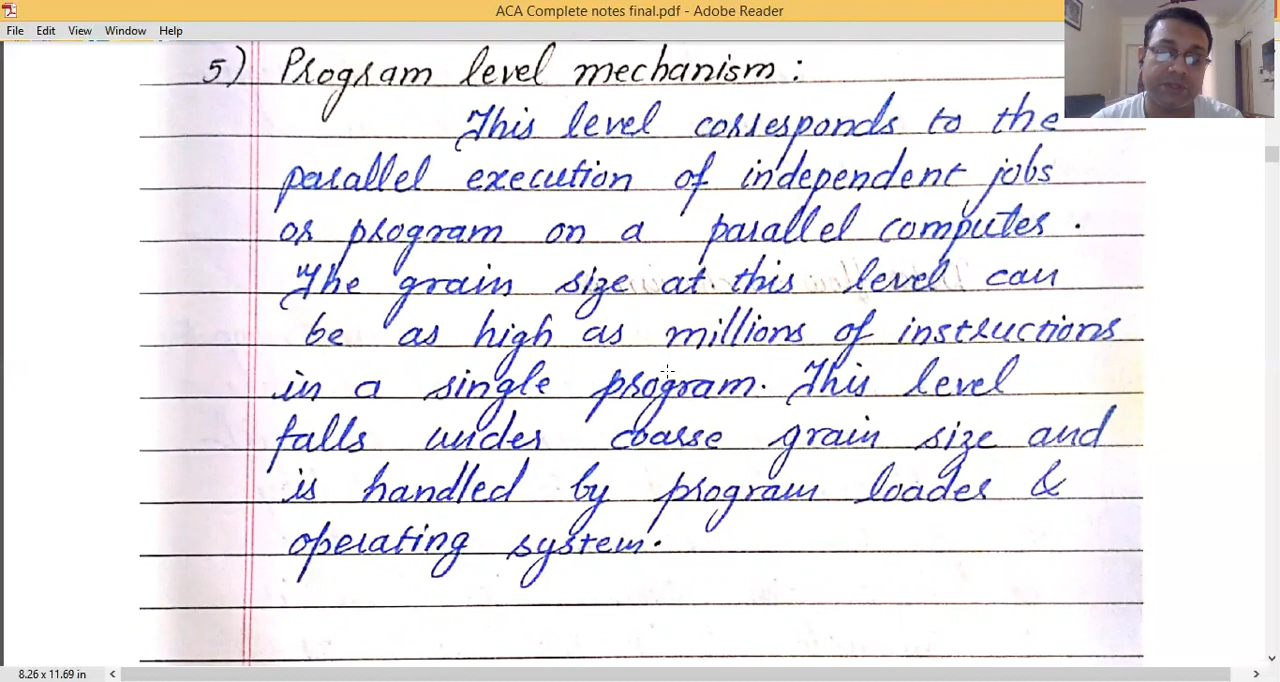 ACA Complete notes final.pdf - Adobe Reader
File Edit View Window Help
5) Program level mechanism :
This level corresponds to the
parallel execution of independent jobs
or program on a parallel computer.
The grain size at this level can
be as high as millions of instructions
in a single program. This level
falls under coarse grain size and
is handled by program loader &
operating system.
8.26 x 11.69 in